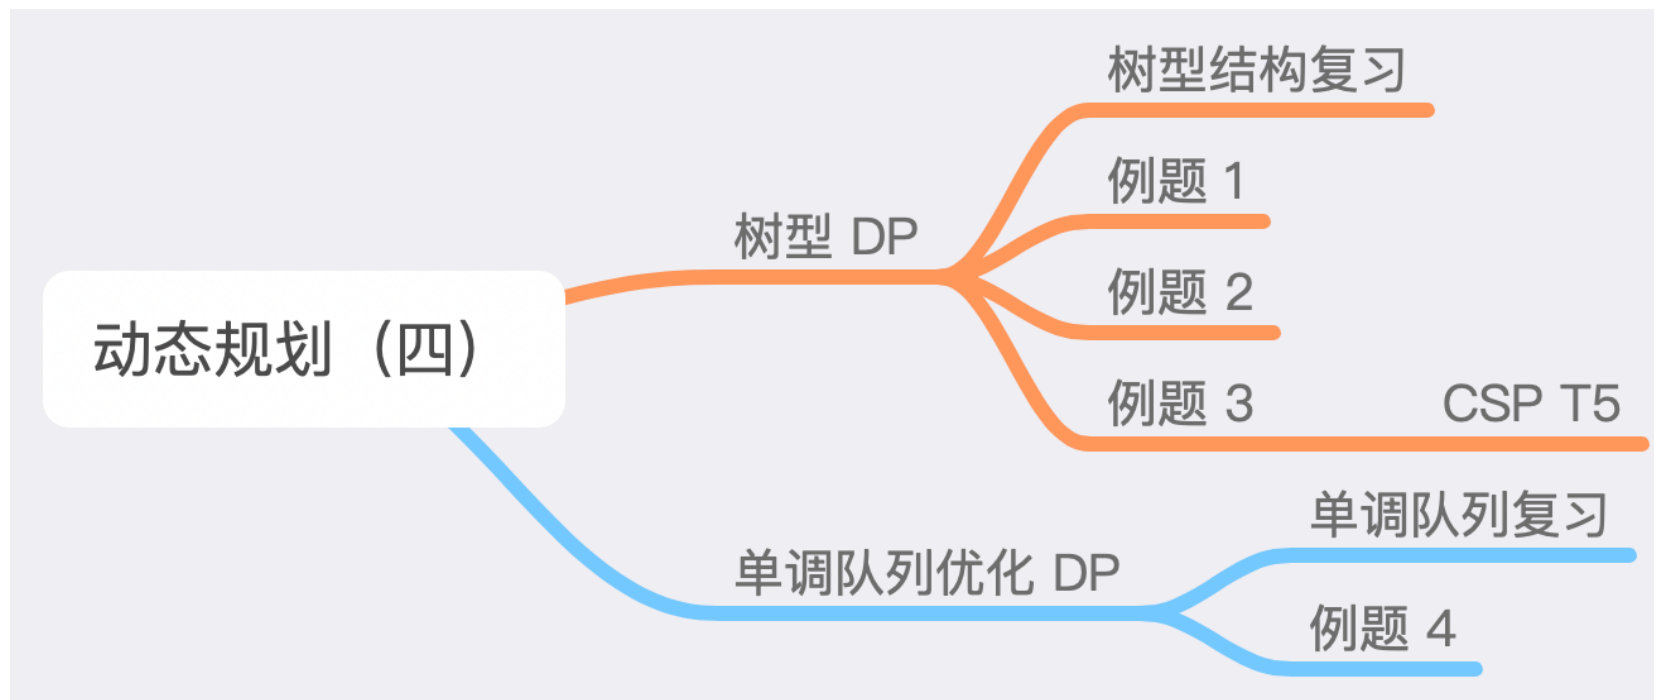 动态规划（四）
树型 DP
树型结构复习
例题 1
例题 2
例题 3
CSP T5
单调队列优化 DP
单调队列复习
例题 4